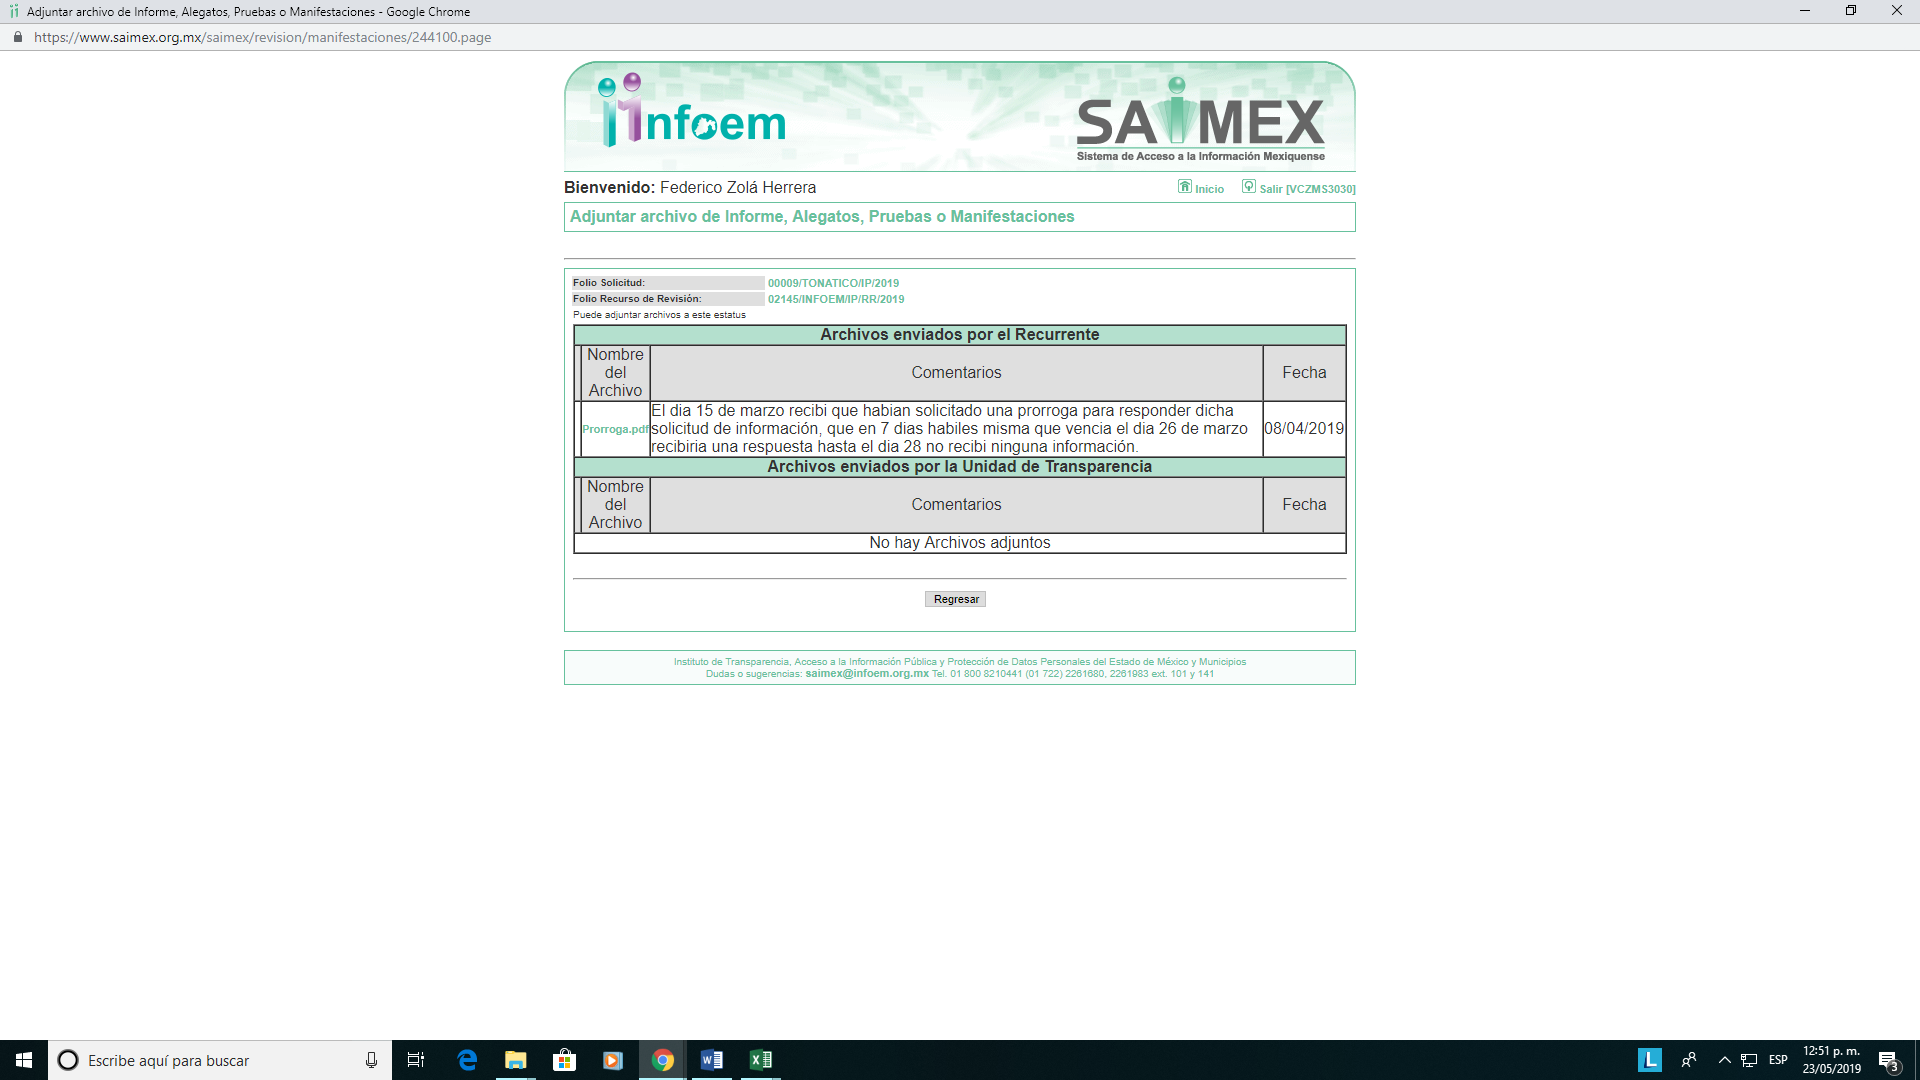 Adjuntar archivo de Informe, Alegatos, Pruebas o Manifestaciones - Google Chrome
https://www.saimex.org.mx/saimex/revision/manifestaciones/244100.page
infoem
SAIMEX
Sistema de Acceso a la Información Mexiquense
Bienvenido: Federico Zolá Herrera
Inicio Salir [VCZMS3030]
Adjuntar archivo de Informe, Alegatos, Pruebas o Manifestaciones
Folio Solicitud: 00009/TONATICO/IP/2019
Folio Recurso de Revisión: 02145/INFOEM/IP/RR/2019
Puede adjuntar archivos a este estatus
Archivos enviados por el Recurrente
Nombre
del
Archivo
Comentarios
Fecha
Prorroga.pdf
El dia 15 de marzo recibi que habian solicitado una prorroga para responder dicha
solicitud de información, que en 7 dias habiles misma que vencia el dia 26 de marzo
recibiria una respuesta hasta el dia 28 no recibi ninguna información.
08/04/2019
Archivos enviados por la Unidad de Transparencia
Nombre
del
Archivo
Comentarios
Fecha
No hay Archivos adjuntos
Regresar
Instituto de Transparencia, Acceso a la Información Pública y Protección de Datos Personales del Estado de México y Municipios
Dudas o sugerencias: saimex@infoem.org.mx Tel. 01 800 8210441 (01 722) 2261680, 2261983 ext. 101 y 141
Escribe aquí para buscar
L
ESP
12:51 p. m.
23/05/2019
3